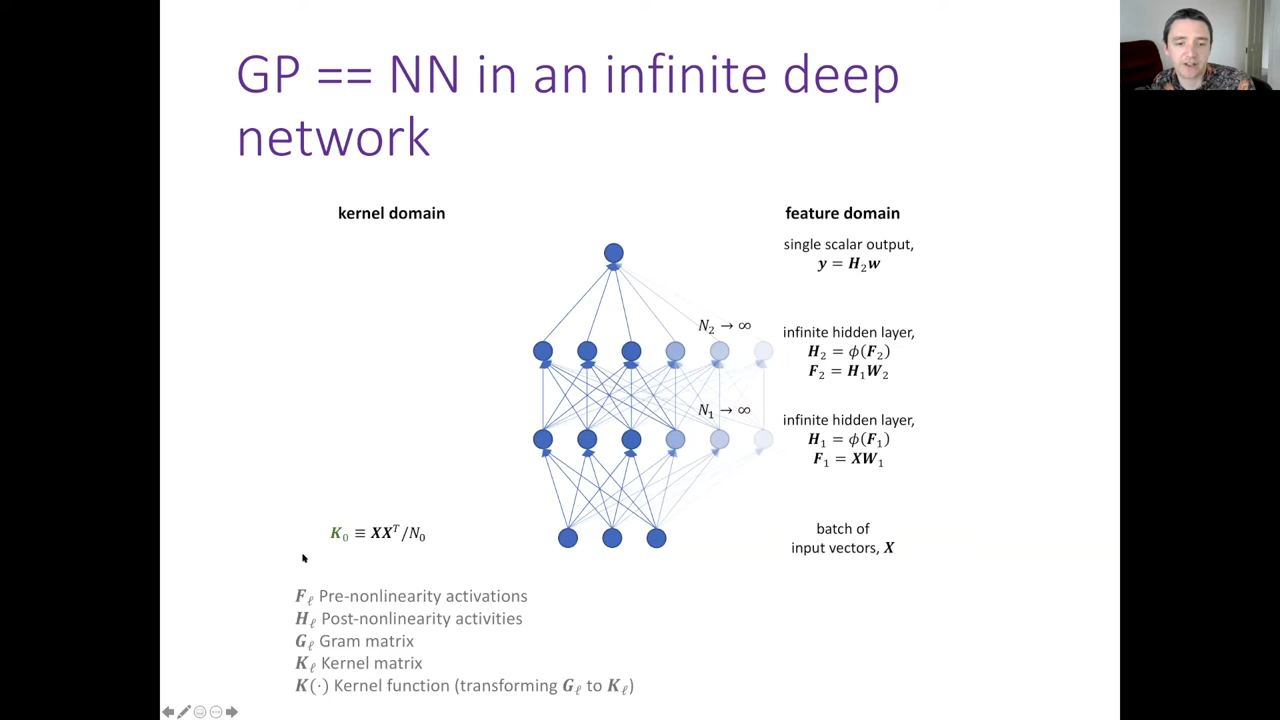 GP == NN in an infinite deep
network
kernel domain
feature domain
single scalar output,
y = H₂w
N₂ → ∞
infinite hidden layer,
H₂ = ϕ(F₂)
F₂ = H₁W₂
N₁ → ∞
infinite hidden layer,
H₁ = ϕ(F₁)
F₁ = XW₁
K₀ ≡ XXᵀ/N₀
batch of
input vectors, X
F_ℓ Pre-nonlinearity activations
H_ℓ Post-nonlinearity activities
G_ℓ Gram matrix
K_ℓ Kernel matrix
K(·) Kernel function (transforming G_ℓ to K_ℓ)